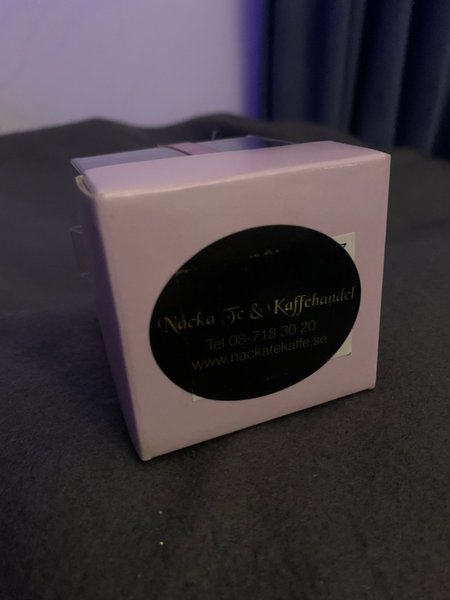 Nacka Te & Kaffehandel
Tel 08-718 30 20
www.nackatekaffe.se